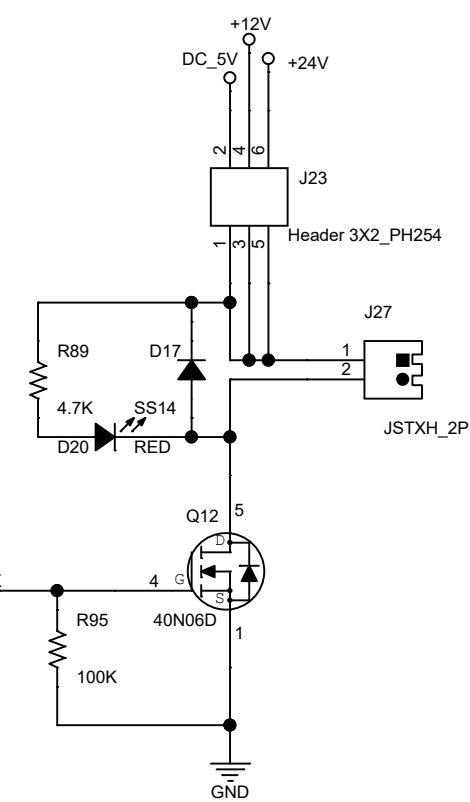 +12V
DC_5V
+24V
2
4
6
J23
1
3
5
Header 3X2_PH254
J27
R89
D17
1
2
4.7K
SS14
JSTXH_2P
D20
RED
5
Q12
D
4
G
S
R95
40N06D
1
100K
GND